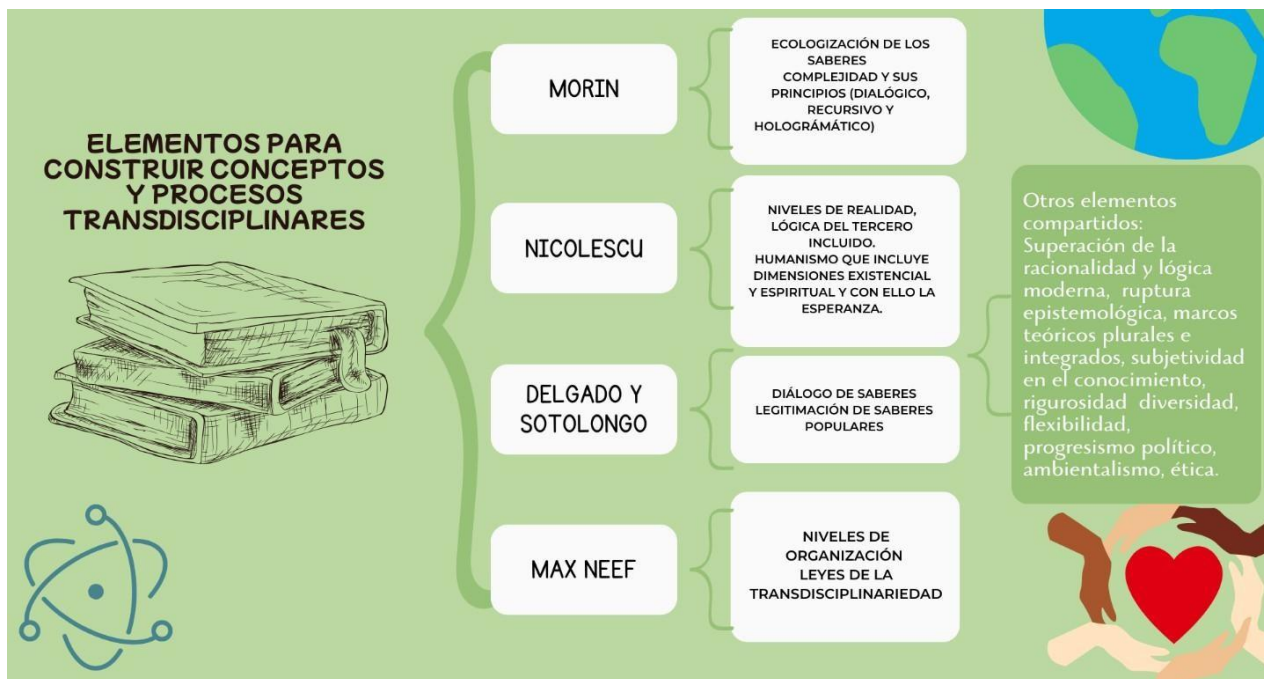 ELEMENTOS PARA
CONSTRUIR CONCEPTOS
Y PROCESOS
TRANSDISCIPLINARES
MORIN
ECOLOGIZACIÓN DE LOS
SABERES
COMPLEJIDAD Y SUS
PRINCIPIOS (DIALÓGICO,
RECURSIVO Y
HOLOGRÁMÁTICO)
NICOLESCU
NIVELES DE REALIDAD,
LÓGICA DEL TERCERO
INCLUIDO.
HUMANISMO QUE INCLUYE
DIMENSIONES EXISTENCIAL
Y ESPIRITUAL Y CON ELLO LA
ESPERANZA.
DELGADO Y
SOTOLONGO
DIÁLOGO DE SABERES
LEGITIMACIÓN DE SABERES
POPULARES
MAX NEEF
NIVELES DE
ORGANIZACIÓN
LEYES DE LA
TRANSDISCIPLINARIEDAD
Otros elementos
compartidos:
Superación de la
racionalidad y lógica
moderna, ruptura
epistemológica, marcos
teóricos plurales e
integrados, subjetividad
en el conocimiento,
rigurosidad diversidad,
flexibilidad,
progresismo político,
ambientalismo, ética.